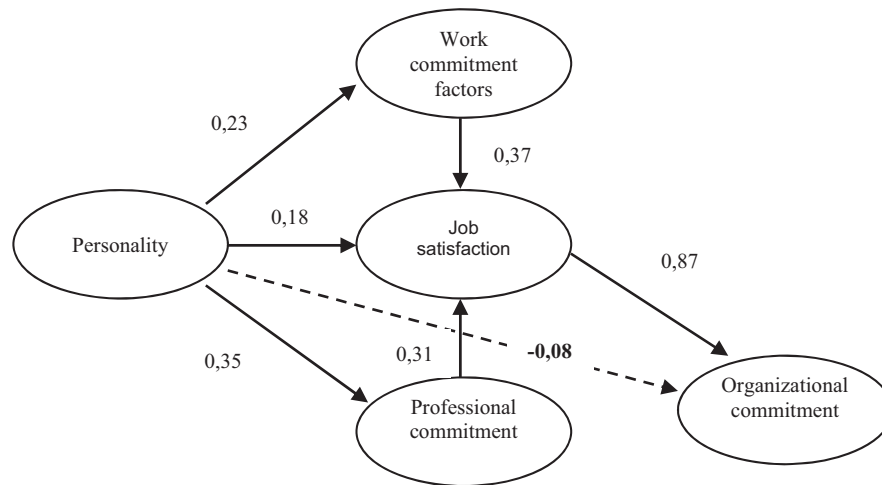 Work
commitment
factors
0,23
0,37
Personality
0,18
Job
satisfaction
0,87
0,35
0,31
-0,08
Professional
commitment
Organizational
commitment